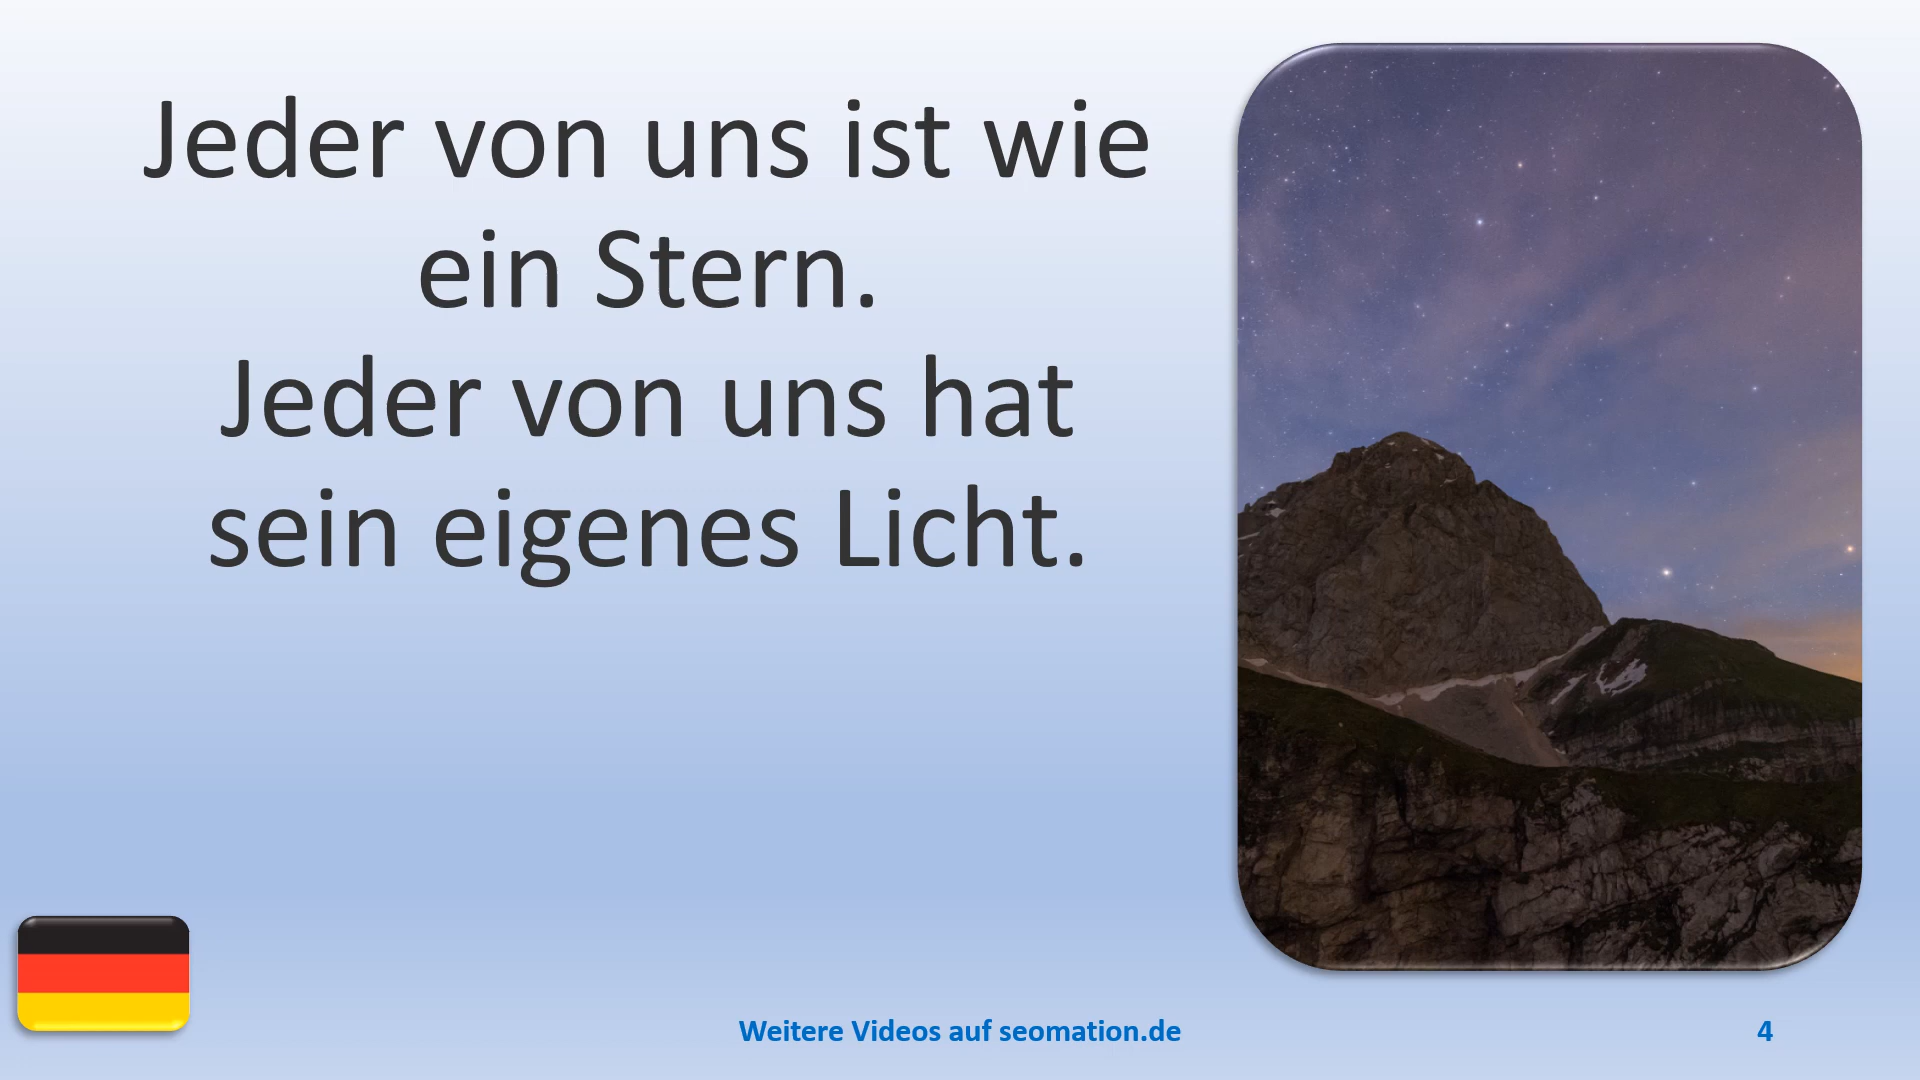 Jeder von uns ist wie
ein Stern.
Jeder von uns hat
sein eigenes Licht.
Weitere Videos auf seomation.de
4